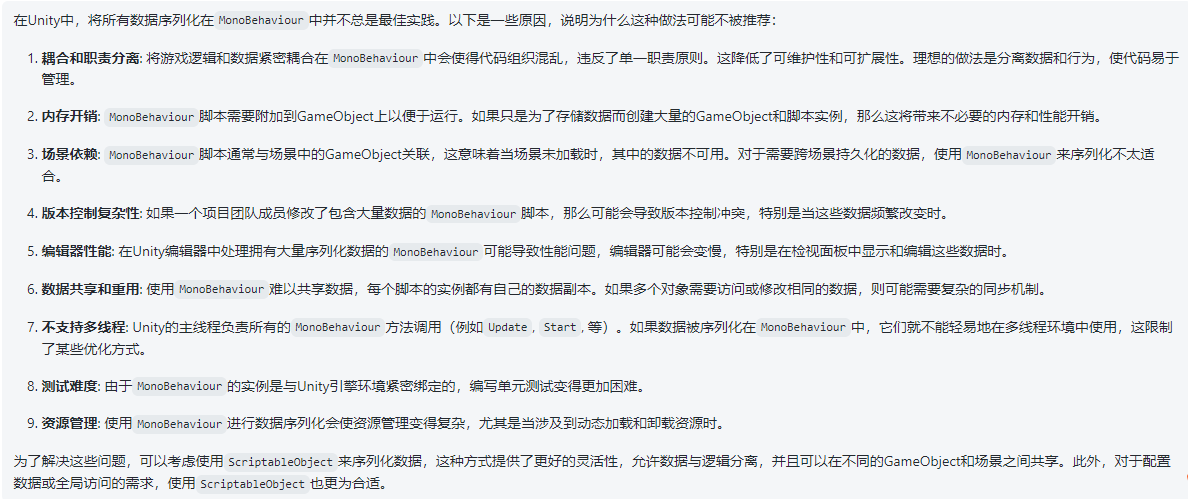 在Unity中，将所有数据序列化在 MonoBehaviour 中并不总是最佳实践。以下是一些原因，说明为什么这种做法可能不被推荐：
1. 耦合和职责分离: 将游戏逻辑和数据紧密耦合在 MonoBehaviour 中会使得代码组织混乱，违反了单一职责原则。这降低了可维护性和可扩展性。理想的做法是分离数据和行为，使代码易于
管理。
2. 内存开销: MonoBehaviour 脚本需要附加到GameObject上以便于运行。如果只是为了存储数据而创建大量的GameObject和脚本实例，那么这将带来不必要的内存和性能开销。
3. 场景依赖: MonoBehaviour 脚本通常与场景中的GameObject关联，这意味着当场景未加载时，其中的数据不可用。对于需要跨场景持久化的数据，使用 MonoBehaviour 来序列化不太适
合。
4. 版本控制复杂性: 如果一个项目团队成员修改了包含大量数据的 MonoBehaviour 脚本，那么可能会导致版本控制冲突，特别是当这些数据频繁改变时。
5. 编辑器性能: 在Unity编辑器中处理拥有大量序列化数据的 MonoBehaviour 可能导致性能问题，编辑器可能会变慢，特别是在检视面板中显示和编辑这些数据时。
6. 数据共享和重用: 使用 MonoBehaviour 难以共享数据，每个脚本的实例都有自己的数据副本。如果多个对象需要访问或修改相同的数据，则可能需要复杂的同步机制。
7. 不支持多线程: Unity的主线程负责所有的 MonoBehaviour 方法调用（例如 Update , Start , 等）。如果数据被序列化在 MonoBehaviour 中，它们就不能轻易地在多线程环境中使用，这限制
了某些优化方式。
8. 测试难度: 由于 MonoBehaviour 的实例是与Unity引擎环境紧密绑定的，编写单元测试变得更加困难。
9. 资源管理: 使用 MonoBehaviour 进行数据序列化会使资源管理变得复杂，尤其是当涉及到动态加载和卸载资源时。
为了解决这些问题，可以考虑使用 ScriptableObject 来序列化数据，这种方式提供了更好的灵活性，允许数据与逻辑分离，并且可以在不同的GameObject和场景之间共享。此外，对于配置
数据或全局访问的需求，使用 ScriptableObject 也更为合适。